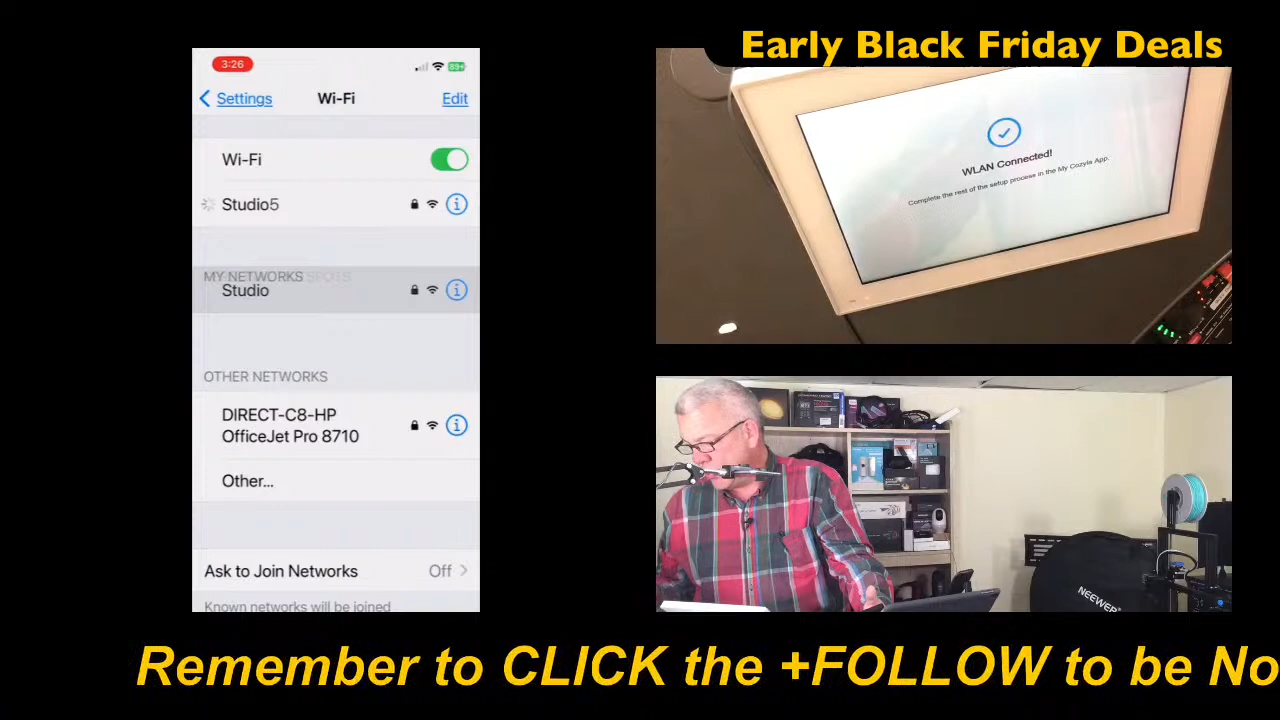 Early Black Friday Deals
3:26
89+
Settings
Wi-Fi
Edit
Wi-Fi
Studio5
MY NETWORKS
Studio
OTHER NETWORKS
DIRECT-C8-HP
OfficeJet Pro 8710
Other...
Ask to Join Networks
Off
Known networks will be joined
WLAN Connected!
Complete the rest of the setup process in the My Cozyla App.
NEEWER
Remember to CLICK the +FOLLOW to be No